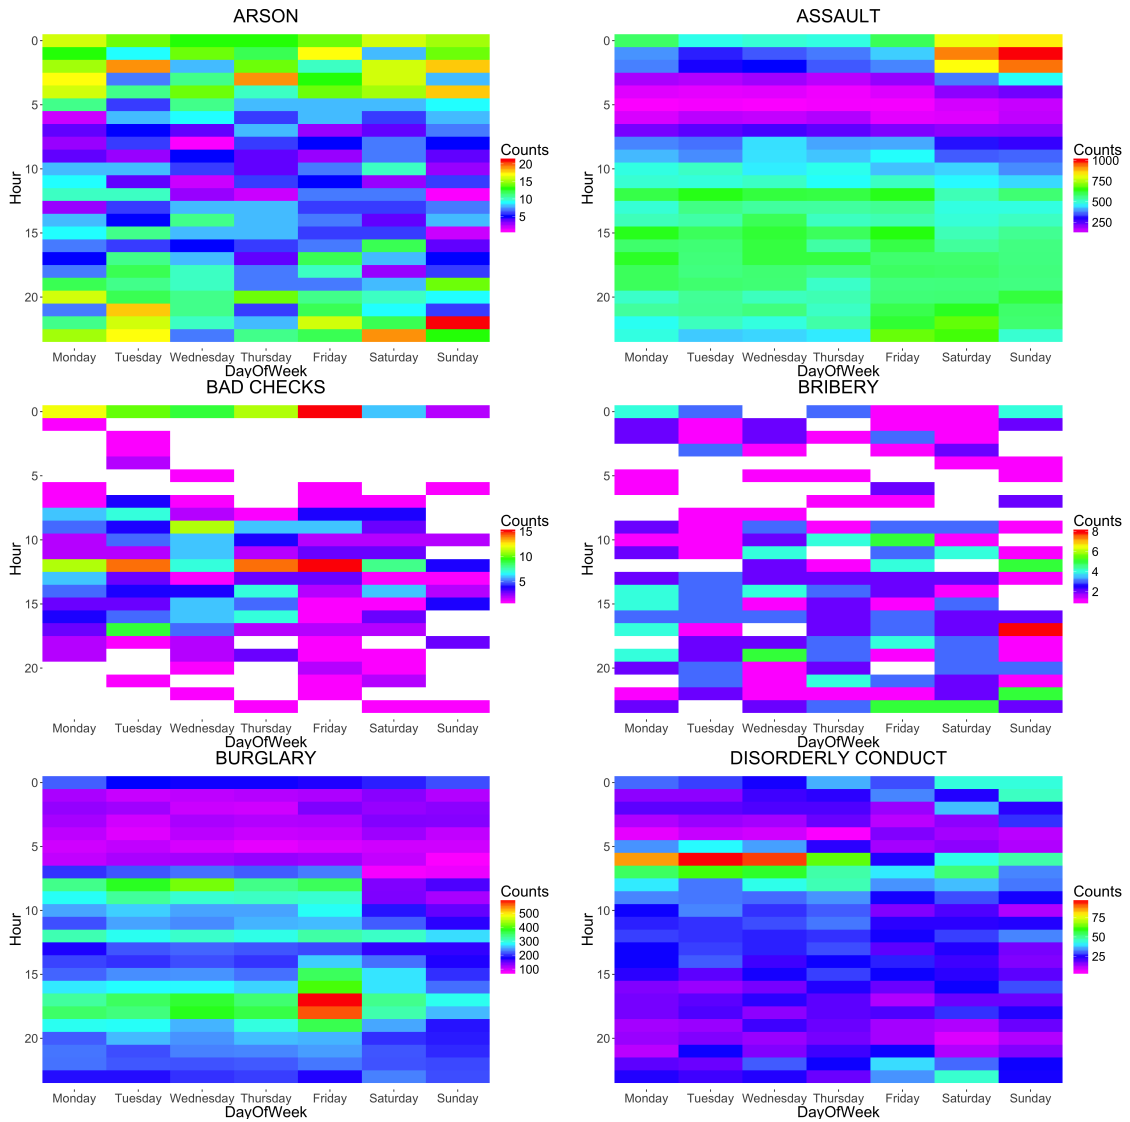 ARSON
0
5
10
15
20
Hour
Monday Tuesday Wednesday Thursday Friday Saturday Sunday
DayOfWeek
Counts
20
15
10
5
ASSAULT
0
5
10
15
20
Hour
Monday Tuesday Wednesday Thursday Friday Saturday Sunday
DayOfWeek
Counts
1000
750
500
250
BAD CHECKS
0
5
10
15
20
Hour
Monday Tuesday Wednesday Thursday Friday Saturday Sunday
DayOfWeek
Counts
15
10
5
BRIBERY
0
5
10
15
20
Hour
Monday Tuesday Wednesday Thursday Friday Saturday Sunday
DayOfWeek
Counts
8
6
4
2
BURGLARY
0
5
10
15
20
Hour
Monday Tuesday Wednesday Thursday Friday Saturday Sunday
DayOfWeek
Counts
500
400
300
200
100
DISORDERLY CONDUCT
0
5
10
15
20
Hour
Monday Tuesday Wednesday Thursday Friday Saturday Sunday
DayOfWeek
Counts
75
50
25